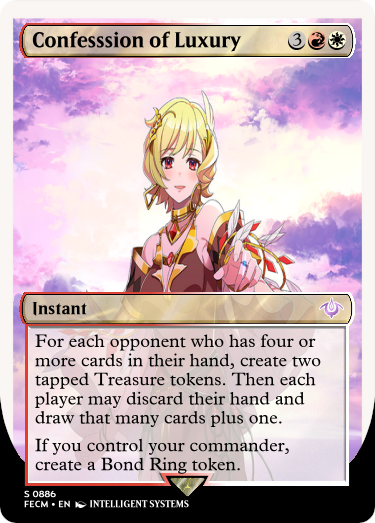 Confesssion of Luxury 3
Instant
For each opponent who has four or
more cards in their hand, create two
tapped Treasure tokens. Then each
player may discard their hand and
draw that many cards plus one.
If you control your commander,
create a Bond Ring token.
S 0886
FECM • EN INTELLIGENT SYSTEMS